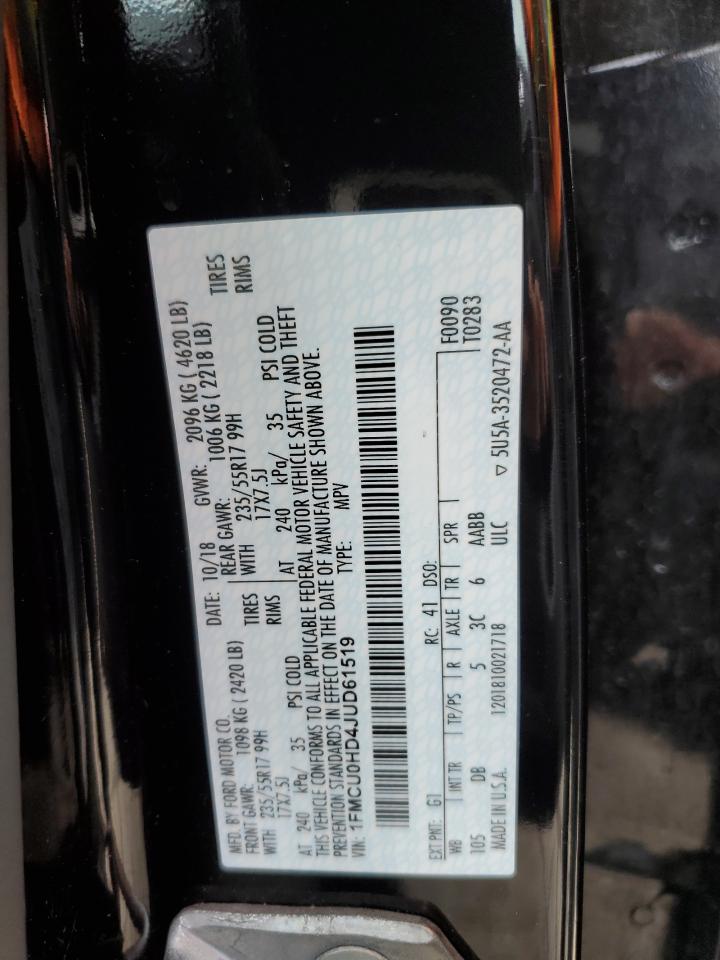 MFD. BY FORD MOTOR CO.
DATE: 10/18 GVWR: 2096 KG ( 4620 LB)
FRONT GAWR: 1098 KG ( 2420 LB) REAR GAWR: 1006 KG ( 2218 LB)
WITH 235/55R17 99H TIRES WITH 235/55R17 99H TIRES
17X7.5J RIMS 17X7.5J RIMS
AT 240 kPa/ 35 PSI COLD AT 240 kPa/ 35 PSI COLD
THIS VEHICLE CONFORMS TO ALL APPLICABLE FEDERAL MOTOR VEHICLE SAFETY AND THEFT
PREVENTION STANDARDS IN EFFECT ON THE DATE OF MANUFACTURE SHOWN ABOVE.
VIN: 1FMCU0HD4JUD61519 TYPE: MPV
EXT PNT: G1 RC: 41 DSO: F0090
WB INT TR TP/PS R AXLE TR SPR T0283
105 DB 5 3C 6 AABB
MADE IN U.S.A. 1201810021718 ULC ▽ 5U5A-3520472-AA